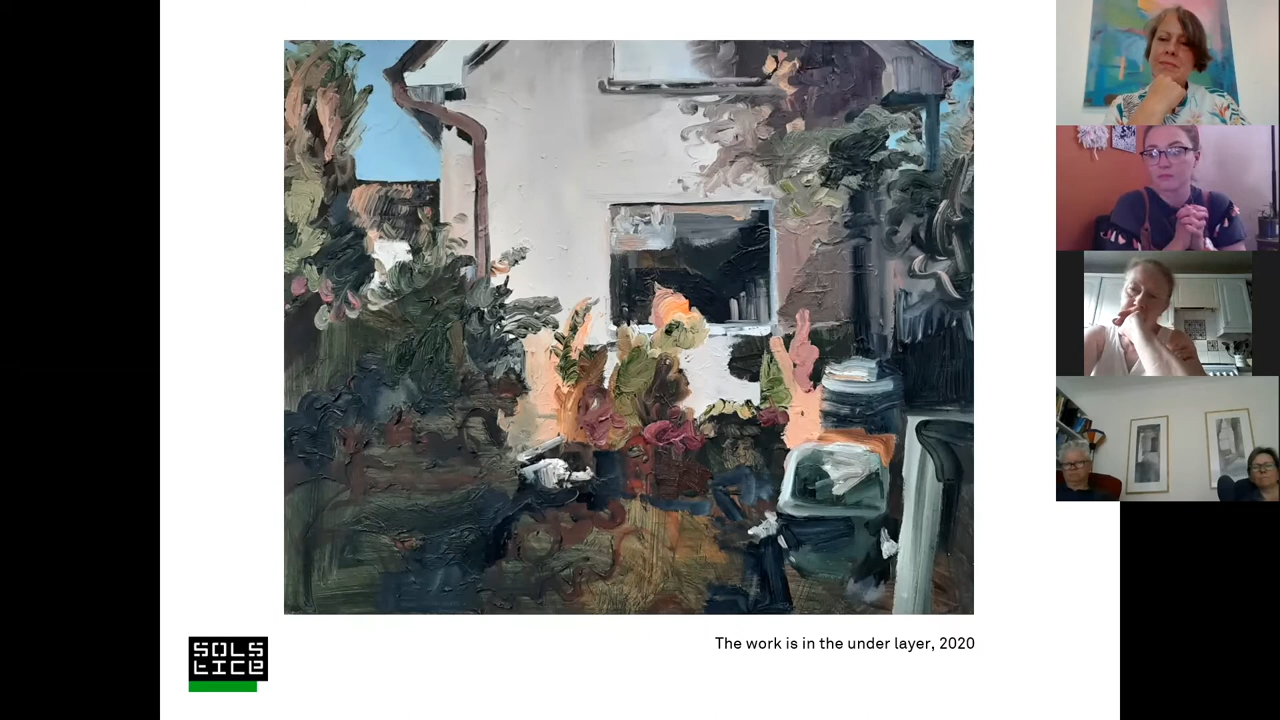 SOLS
TICE
The work is in the under layer, 2020